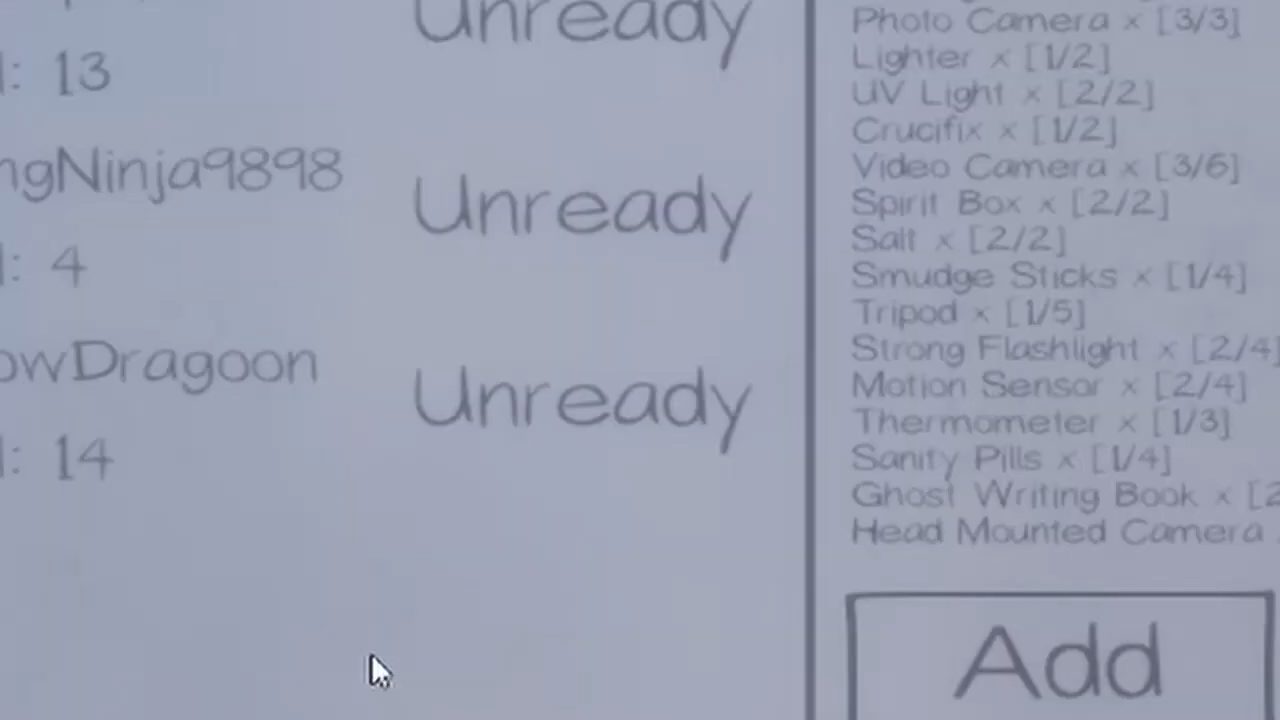 Unready
: 13
ngNinja9898
Unready
: 4
owDragoon
Unready
: 14
Photo Camera x [3/3]
Lighter x [1/2]
UV Light x [2/2]
Crucifix x [1/2]
Video Camera x [3/6]
Spirit Box x [2/2]
Salt x [2/2]
Smudge Sticks x [1/4]
Tripod x [1/5]
Strong Flashlight x [2/4]
Motion Sensor x [2/4]
Thermometer x [1/3]
Sanity Pills x [1/4]
Ghost Writing Book x [2
Head Mounted Camera
Add